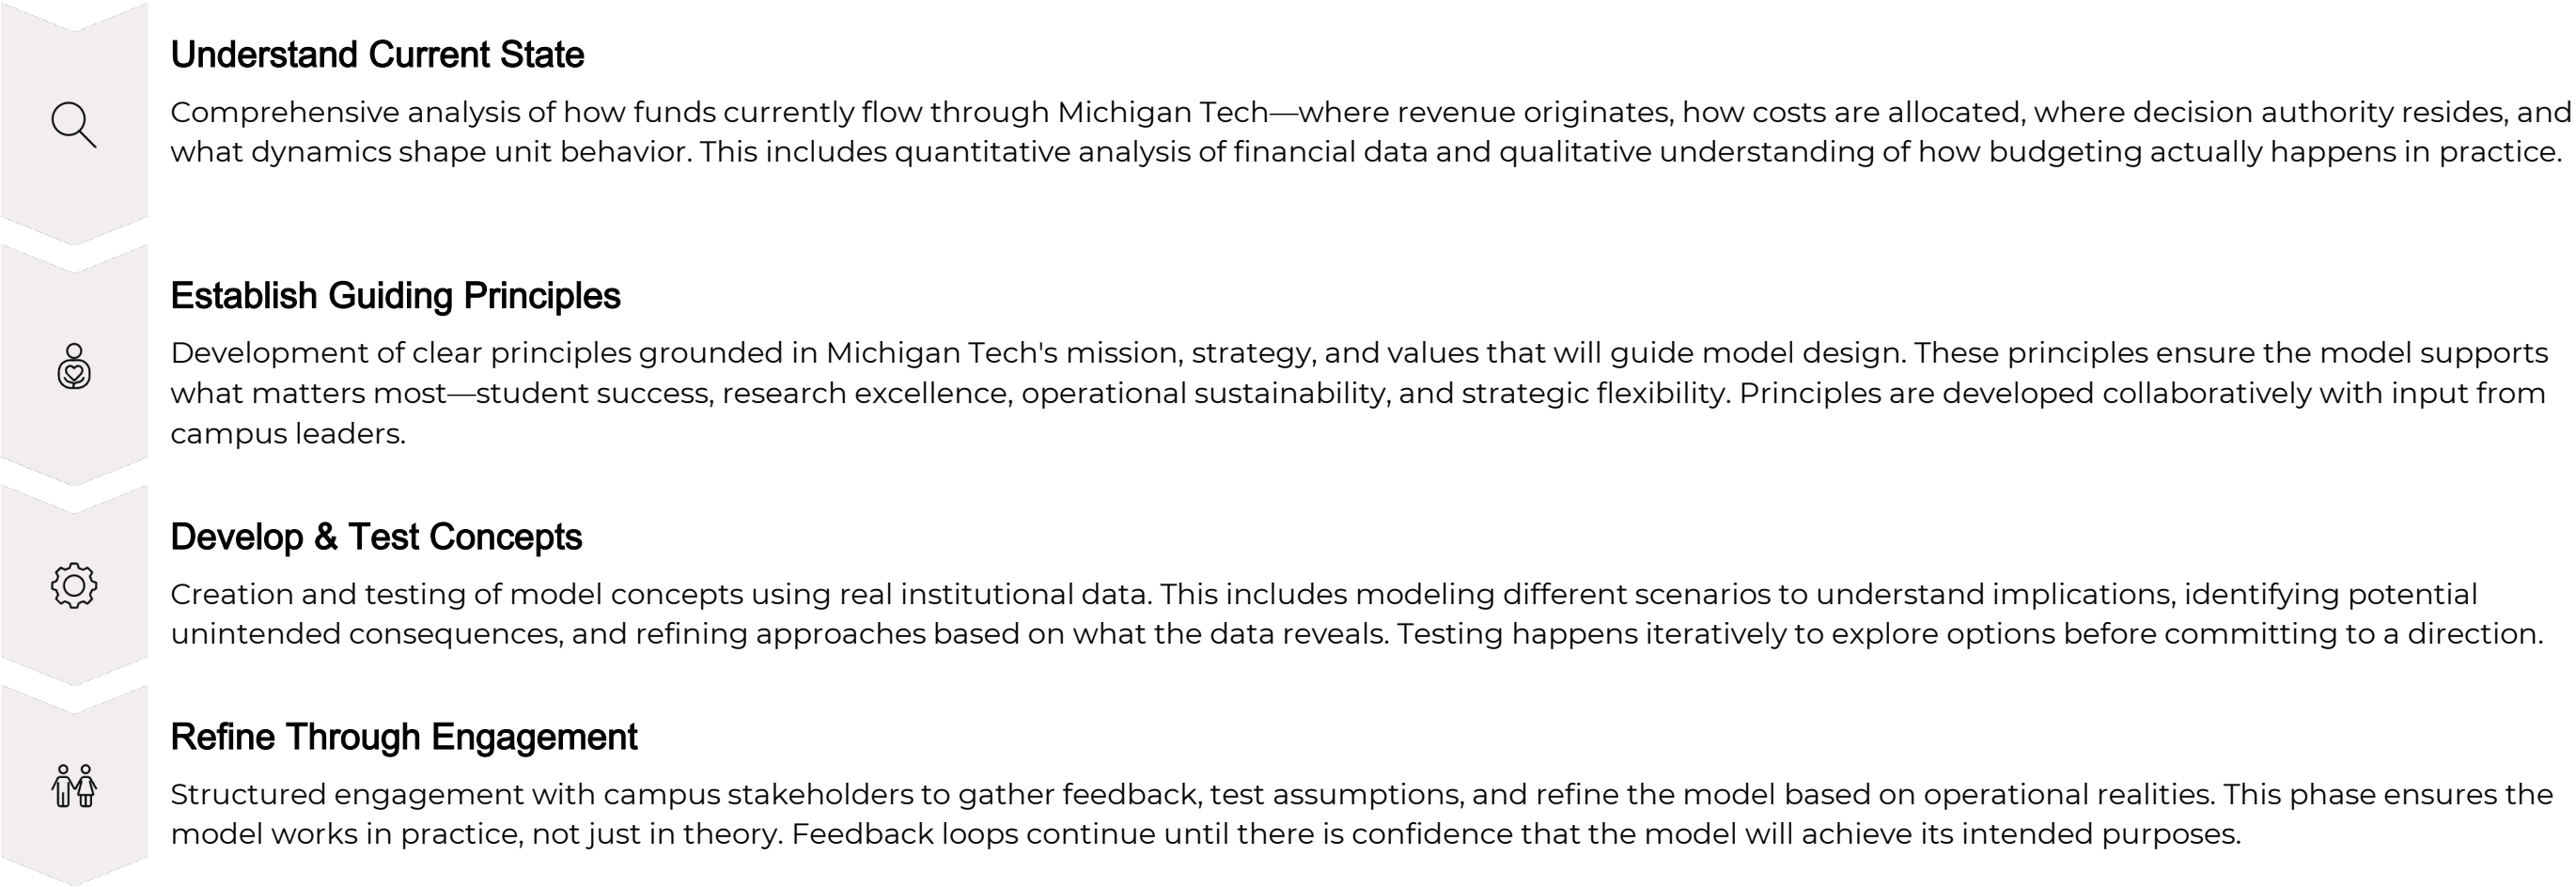 Understand Current State
Comprehensive analysis of how funds currently flow through Michigan Tech—where revenue originates, how costs are allocated, where decision authority resides, and
what dynamics shape unit behavior. This includes quantitative analysis of financial data and qualitative understanding of how budgeting actually happens in practice.
Establish Guiding Principles
Development of clear principles grounded in Michigan Tech's mission, strategy, and values that will guide model design. These principles ensure the model supports
what matters most—student success, research excellence, operational sustainability, and strategic flexibility. Principles are developed collaboratively with input from
campus leaders.
Develop & Test Concepts
Creation and testing of model concepts using real institutional data. This includes modeling different scenarios to understand implications, identifying potential
unintended consequences, and refining approaches based on what the data reveals. Testing happens iteratively to explore options before committing to a direction.
Refine Through Engagement
Structured engagement with campus stakeholders to gather feedback, test assumptions, and refine the model based on operational realities. This phase ensures the
model works in practice, not just in theory. Feedback loops continue until there is confidence that the model will achieve its intended purposes.